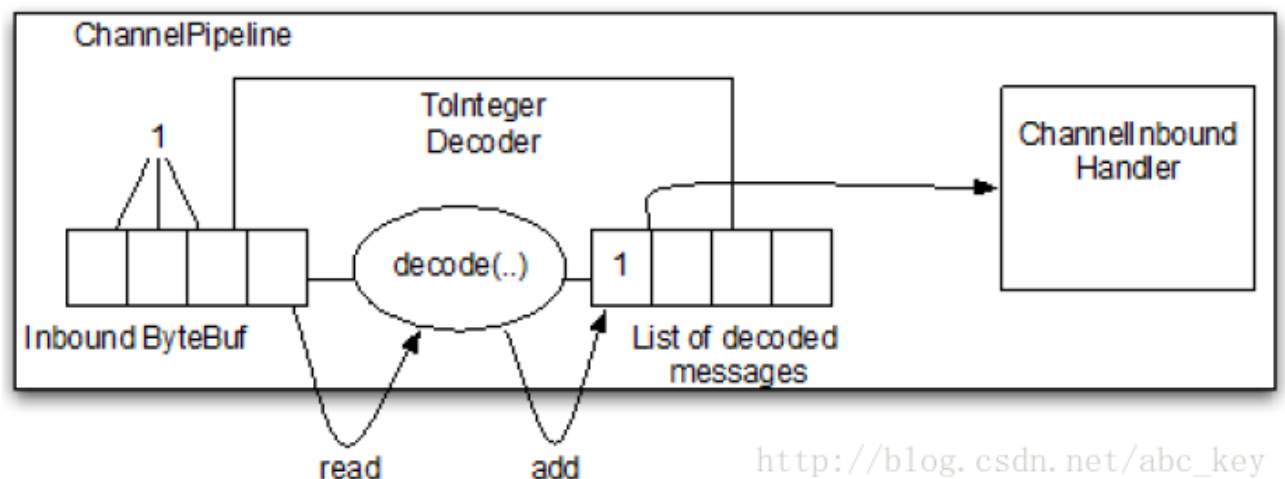 ChannelPipeline
1
ToInteger
Decoder
ChannelInbound
Handler
decode(..)
1
Inbound ByteBuf
List of decoded
messages
read
add
http://blog.csdn.net/abc_key